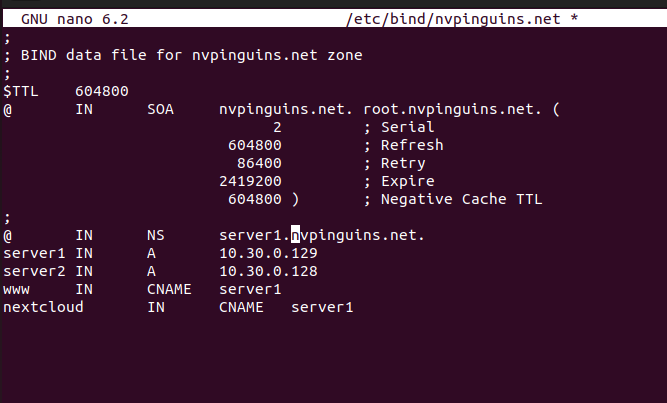 GNU nano 6.2 /etc/bind/nvpinguins.net *
;
; BIND data file for nvpinguins.net zone
;
$TTL 604800
@ IN SOA nvpinguins.net. root.nvpinguins.net. (
2 ; Serial
604800 ; Refresh
86400 ; Retry
2419200 ; Expire
604800 ) ; Negative Cache TTL
;
@ IN NS server1.nvpinguins.net.
server1 IN A 10.30.0.129
server2 IN A 10.30.0.128
www IN CNAME server1
nextcloud IN CNAME server1